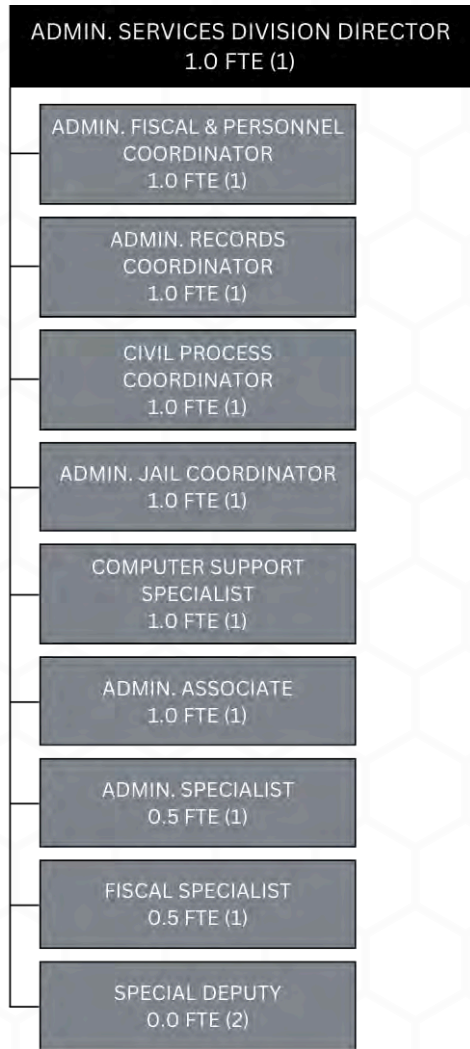 ADMIN. SERVICES DIVISION DIRECTOR
1.0 FTE (1)
ADMIN. FISCAL & PERSONNEL
COORDINATOR
1.0 FTE (1)
ADMIN. RECORDS
COORDINATOR
1.0 FTE (1)
CIVIL PROCESS
COORDINATOR
1.0 FTE (1)
ADMIN. JAIL COORDINATOR
1.0 FTE (1)
COMPUTER SUPPORT
SPECIALIST
1.0 FTE (1)
ADMIN. ASSOCIATE
1.0 FTE (1)
ADMIN. SPECIALIST
0.5 FTE (1)
FISCAL SPECIALIST
0.5 FTE (1)
SPECIAL DEPUTY
0.0 FTE (2)